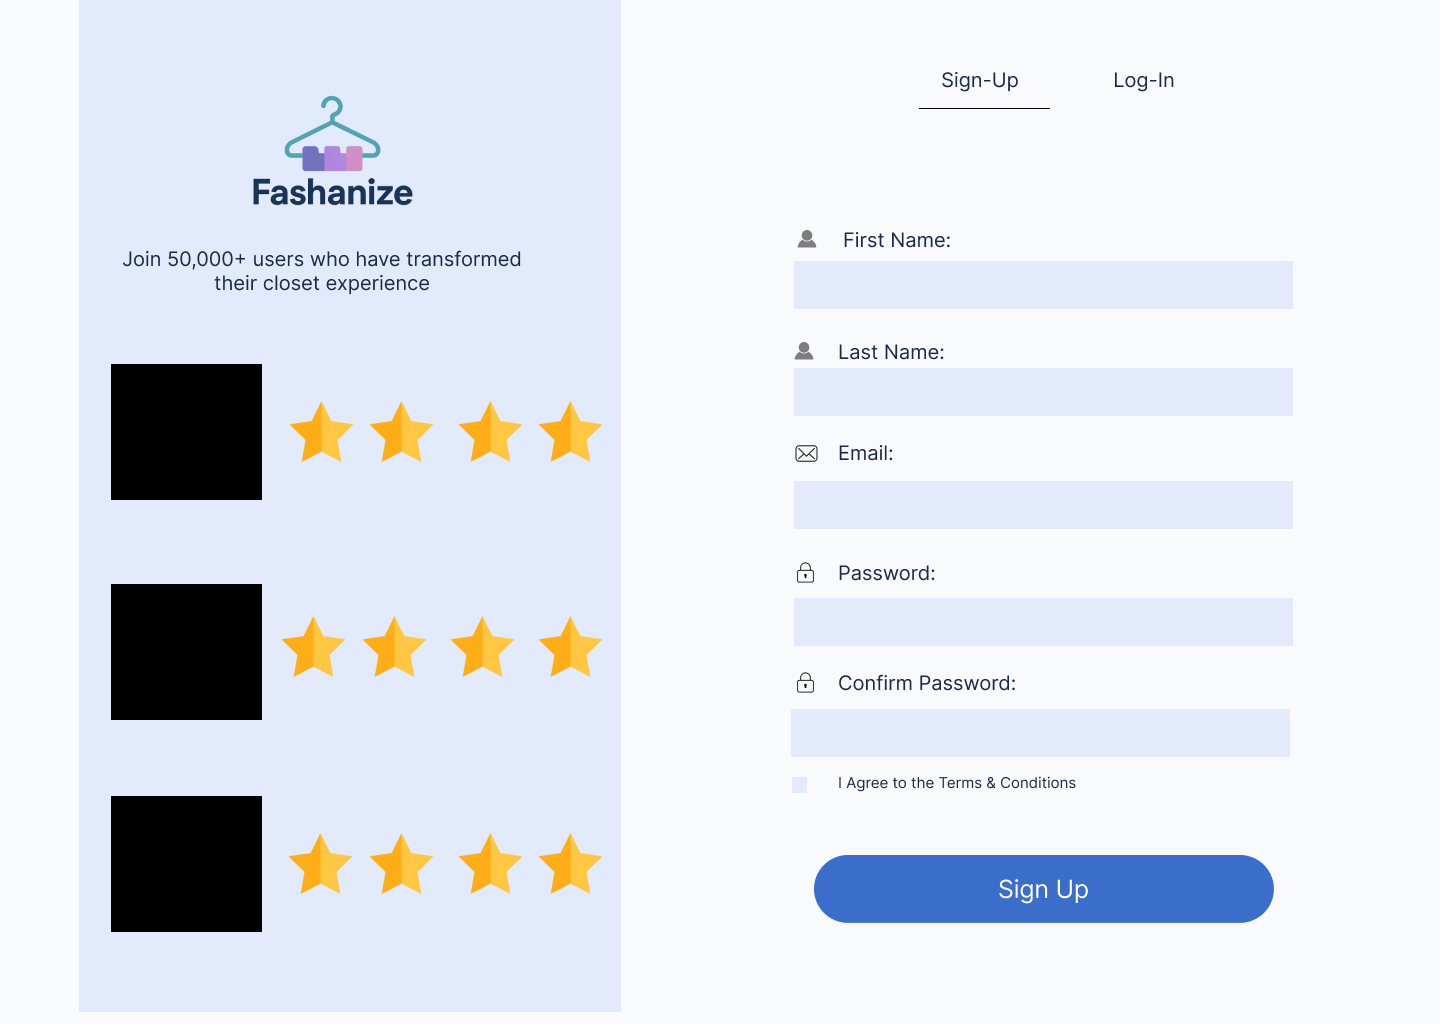 Fashanize
Join 50,000+ users who have transformed
their closet experience
Sign-Up
Log-In
First Name:
Last Name:
Email:
Password:
Confirm Password:
I Agree to the Terms & Conditions
Sign Up